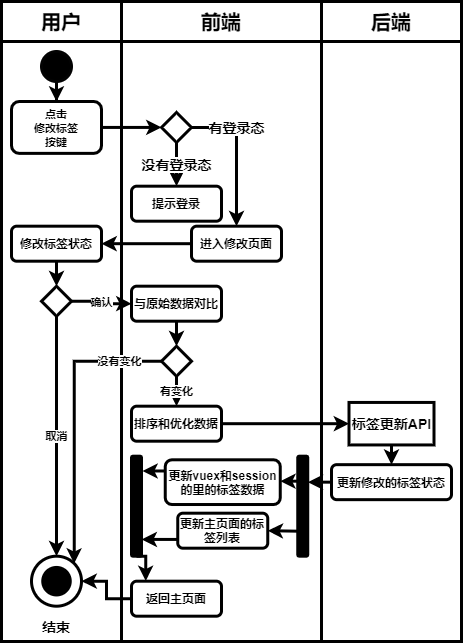 用户
前端
后端
点击
修改标签
按键
有登录态
没有登录态
提示登录
修改标签状态
进入修改页面
确认
与原始数据对比
没有变化
有变化
排序和优化数据
标签更新API
取消
更新vuex和session
的里的标签数据
更新修改的标签状态
更新主页面的标
签列表
返回主页面
结束